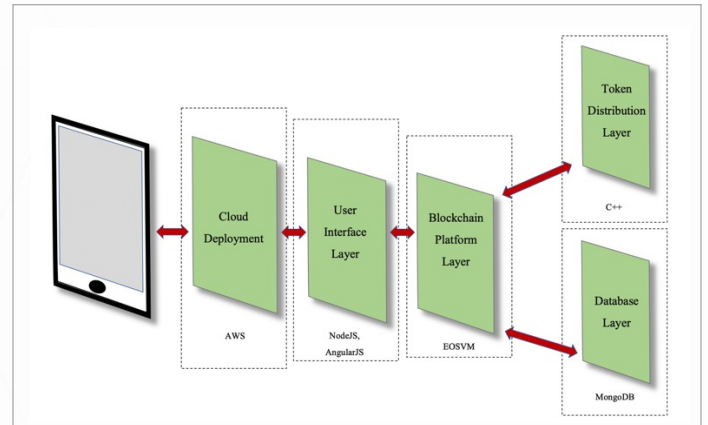 Cloud
Deployment
AWS
User
Interface
Layer
NodeJS,
AngularJS
Blockchain
Platform
Layer
EOSVM
Token
Distribution
Layer
C++
Database
Layer
MongoDB